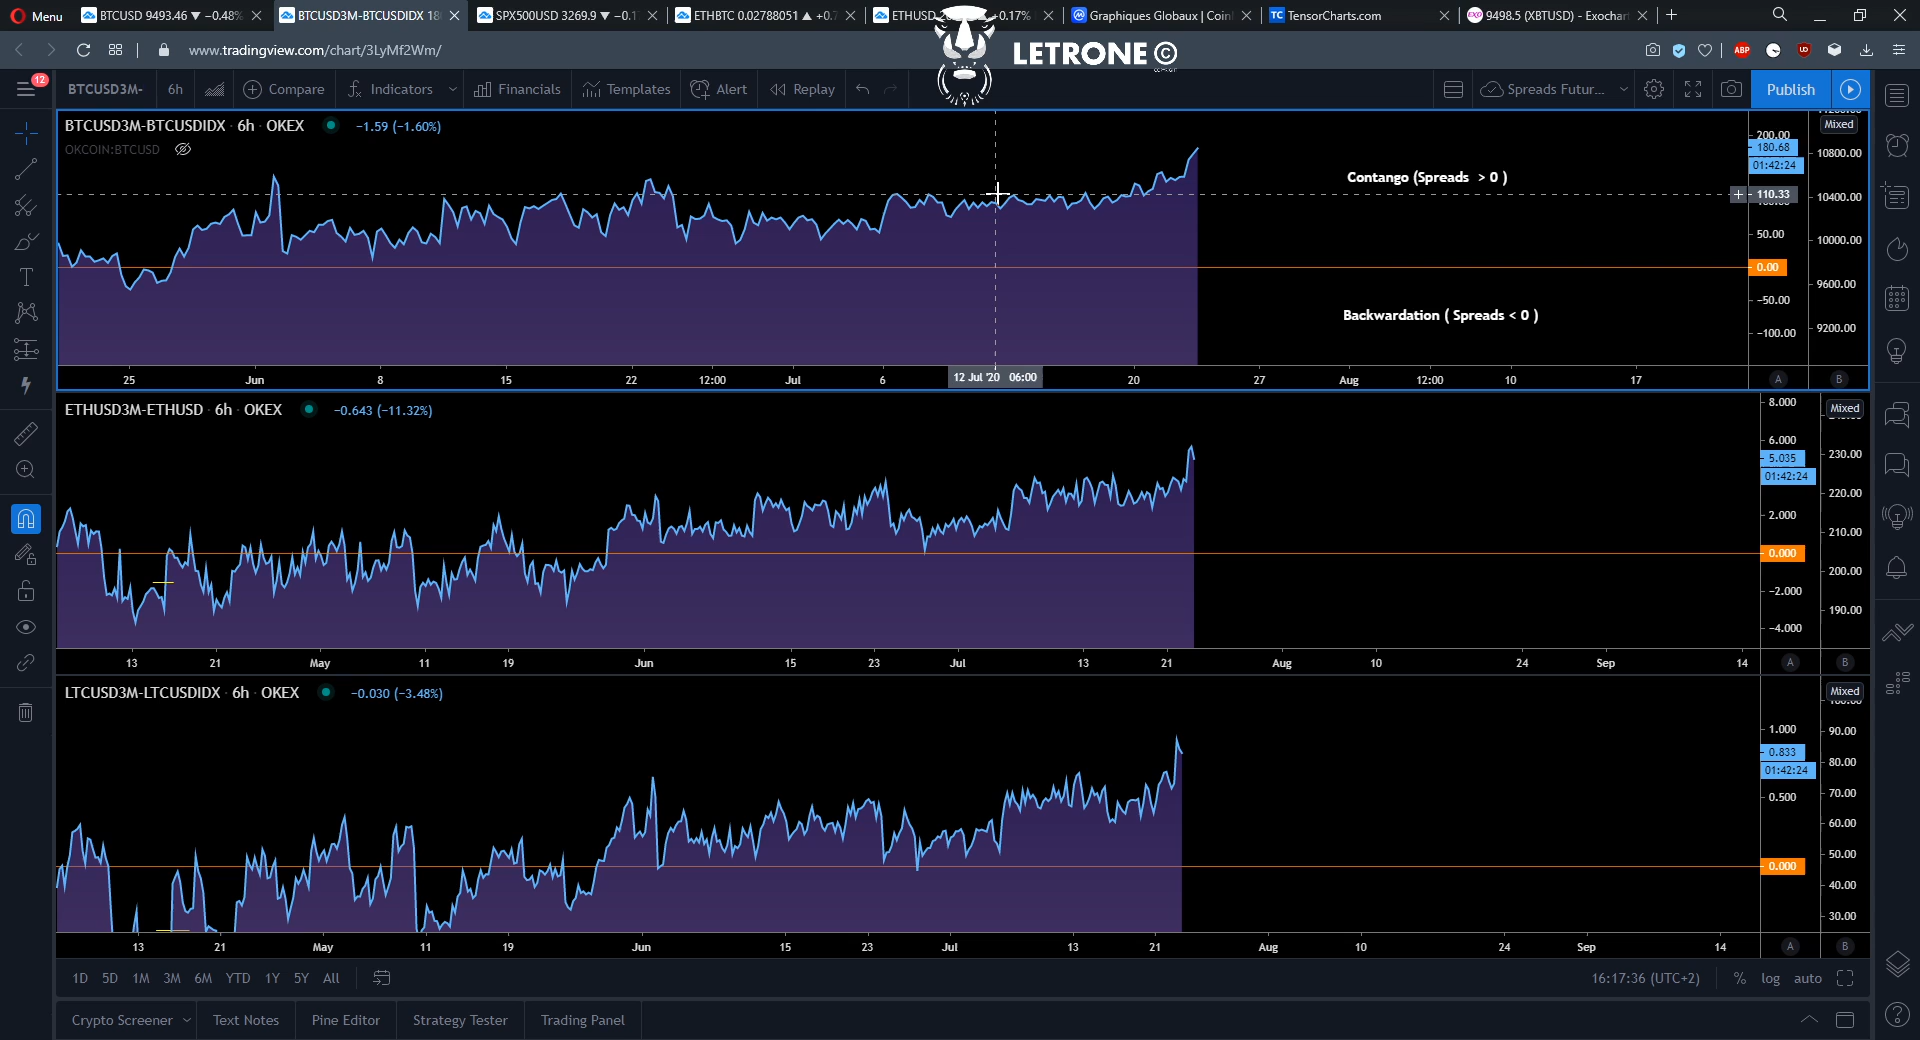 Menu
BTCUSD 9493.46 ▼ −0.48%
BTCUSD3M-BTCUSDIDX 18
SPX500USD 3269.9 ▼ −0.1
ETHBTC 0.02788051 ▲ +0.
ETHUSD
+0.17%
Graphiques Globaux | Coin
TC TensorCharts.com
EXO 9498.5 (XBTUSD) - Exochar
www.tradingview.com/chart/3LyMf2Wm/
LETRONE ©
ABP
12
BTCUSD3M-
6h
Compare
Indicators
Financials
Templates
Alert
Replay
Spreads Futur...
Publish
BTCUSD3M-BTCUSDIDX · 6h · OKEX −1.59 (−1.60%)
OKCOIN:BTCUSD
Contango (Spreads > 0 )
Backwardation ( Spreads < 0 )
Mixed
200.00
180.68
01:42:24
110.33
50.00
0.00
−50.00
−100.00
10800.00
10400.00
10000.00
9600.00
9200.00
25 Jun 8 15 22 12:00 Jul 6 12 Jul '20 06:00 20 27 Aug 12:00 10 17 A B
ETHUSD3M-ETHUSD · 6h · OKEX −0.643 (−11.32%)
Mixed
8.000
6.000
5.035
01:42:24
2.000
0.000
−2.000
−4.000
230.00
220.00
210.00
200.00
190.00
13 21 May 11 19 Jun 15 23 Jul 13 21 Aug 10 24 Sep 14 A B
LTCUSD3M-LTCUSDIDX · 6h · OKEX −0.030 (−3.48%)
Mixed
1.000
0.833
01:42:24
0.500
0.000
90.00
80.00
70.00
60.00
50.00
40.00
30.00
13 21 May 11 19 Jun 15 23 Jul 13 21 Aug 10 24 Sep 14 A B
1D 5D 1M 3M 6M YTD 1Y 5Y All
16:17:36 (UTC+2) % log auto
Crypto Screener Text Notes Pine Editor Strategy Tester Trading Panel